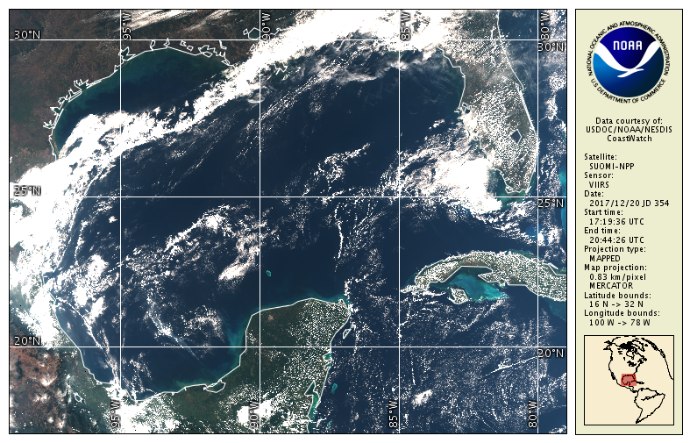 95°W
90°W
85°W
80°W
30°N
30°N
25°N
25°N
20°N
20°N
95°W
90°W
85°W
80°W
NATIONAL OCEANIC AND ATMOSPHERIC ADMINISTRATION
NOAA
U.S. DEPARTMENT OF COMMERCE
Data courtesy of:
USDOC/NOAA/NESDIS
CoastWatch
Satellite:
SUOMI-NPP
Sensor:
VIIRS
Date:
2017/12/20 JD 354
Start time:
17:19:36 UTC
End time:
20:44:26 UTC
Projection type:
MAPPED
Map projection:
0.83 km/pixel
MERCATOR
Latitude bounds:
16 N -> 32 N
Longitude bounds:
100 W -> 78 W